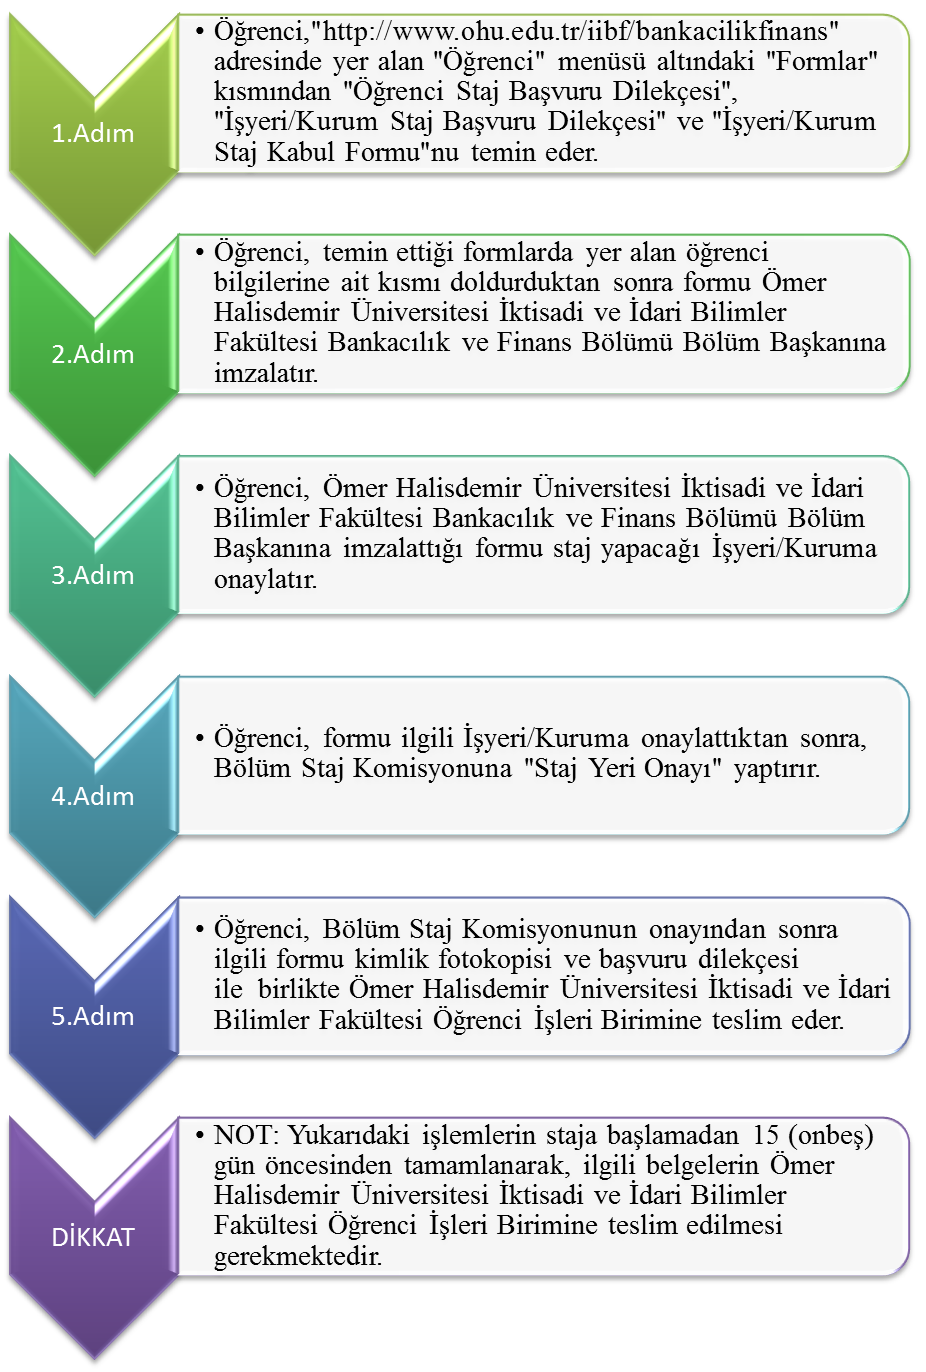 1.Adım
• Öğrenci,"http://www.ohu.edu.tr/iibf/bankacilikfinans"
adresinde yer alan "Öğrenci" menüsü altındaki "Formlar"
kısmından "Öğrenci Staj Başvuru Dilekçesi",
"İşyeri/Kurum Staj Başvuru Dilekçesi" ve "İşyeri/Kurum
Staj Kabul Formu"nu temin eder.
2.Adım
• Öğrenci, temin ettiği formlarda yer alan öğrenci
bilgilerine ait kısmı doldurduktan sonra formu Ömer
Halisdemir Üniversitesi İktisadi ve İdari Bilimler
Fakültesi Bankacılık ve Finans Bölümü Bölüm Başkanına
imzalatır.
3.Adım
• Öğrenci, Ömer Halisdemir Üniversitesi İktisadi ve İdari
Bilimler Fakültesi Bankacılık ve Finans Bölümü Bölüm
Başkanına imzalattığı formu staj yapacağı İşyeri/Kuruma
onaylatır.
4.Adım
• Öğrenci, formu ilgili İşyeri/Kuruma onaylattıktan sonra,
Bölüm Staj Komisyonuna "Staj Yeri Onayı" yaptırır.
5.Adım
• Öğrenci, Bölüm Staj Komisyonunun onayından sonra
ilgili formu kimlik fotokopisi ve başvuru dilekçesi
ile birlikte Ömer Halisdemir Üniversitesi İktisadi ve İdari
Bilimler Fakültesi Öğrenci İşleri Birimine teslim eder.
DİKKAT
• NOT: Yukarıdaki işlemlerin staja başlamadan 15 (onbeş)
gün öncesinden tamamlanarak, ilgili belgelerin Ömer
Halisdemir Üniversitesi İktisadi ve İdari Bilimler
Fakültesi Öğrenci İşleri Birimine teslim edilmesi
gerekmektedir.